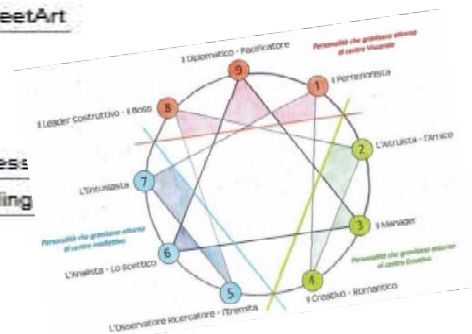 eetArt
ess
ling
Il Diplomatico - Pacificatore
Personalità che gravitano attorno
al centro Viscerale
9
1
Il Perfezionista
8
Il Leader Costruttivo - Il Boss
2
L'Altruista - l'Amico
7
L'Entusiasta
3
Il Manager
Personalità che gravitano attorno
al centro Intellettivo
6
L'Analista - Lo Scettico
Personalità che gravitano attorno
al centro Emotivo
5
4
Il Creativo - Romantico
L'Osservatore Ricercatore - l'Eremita